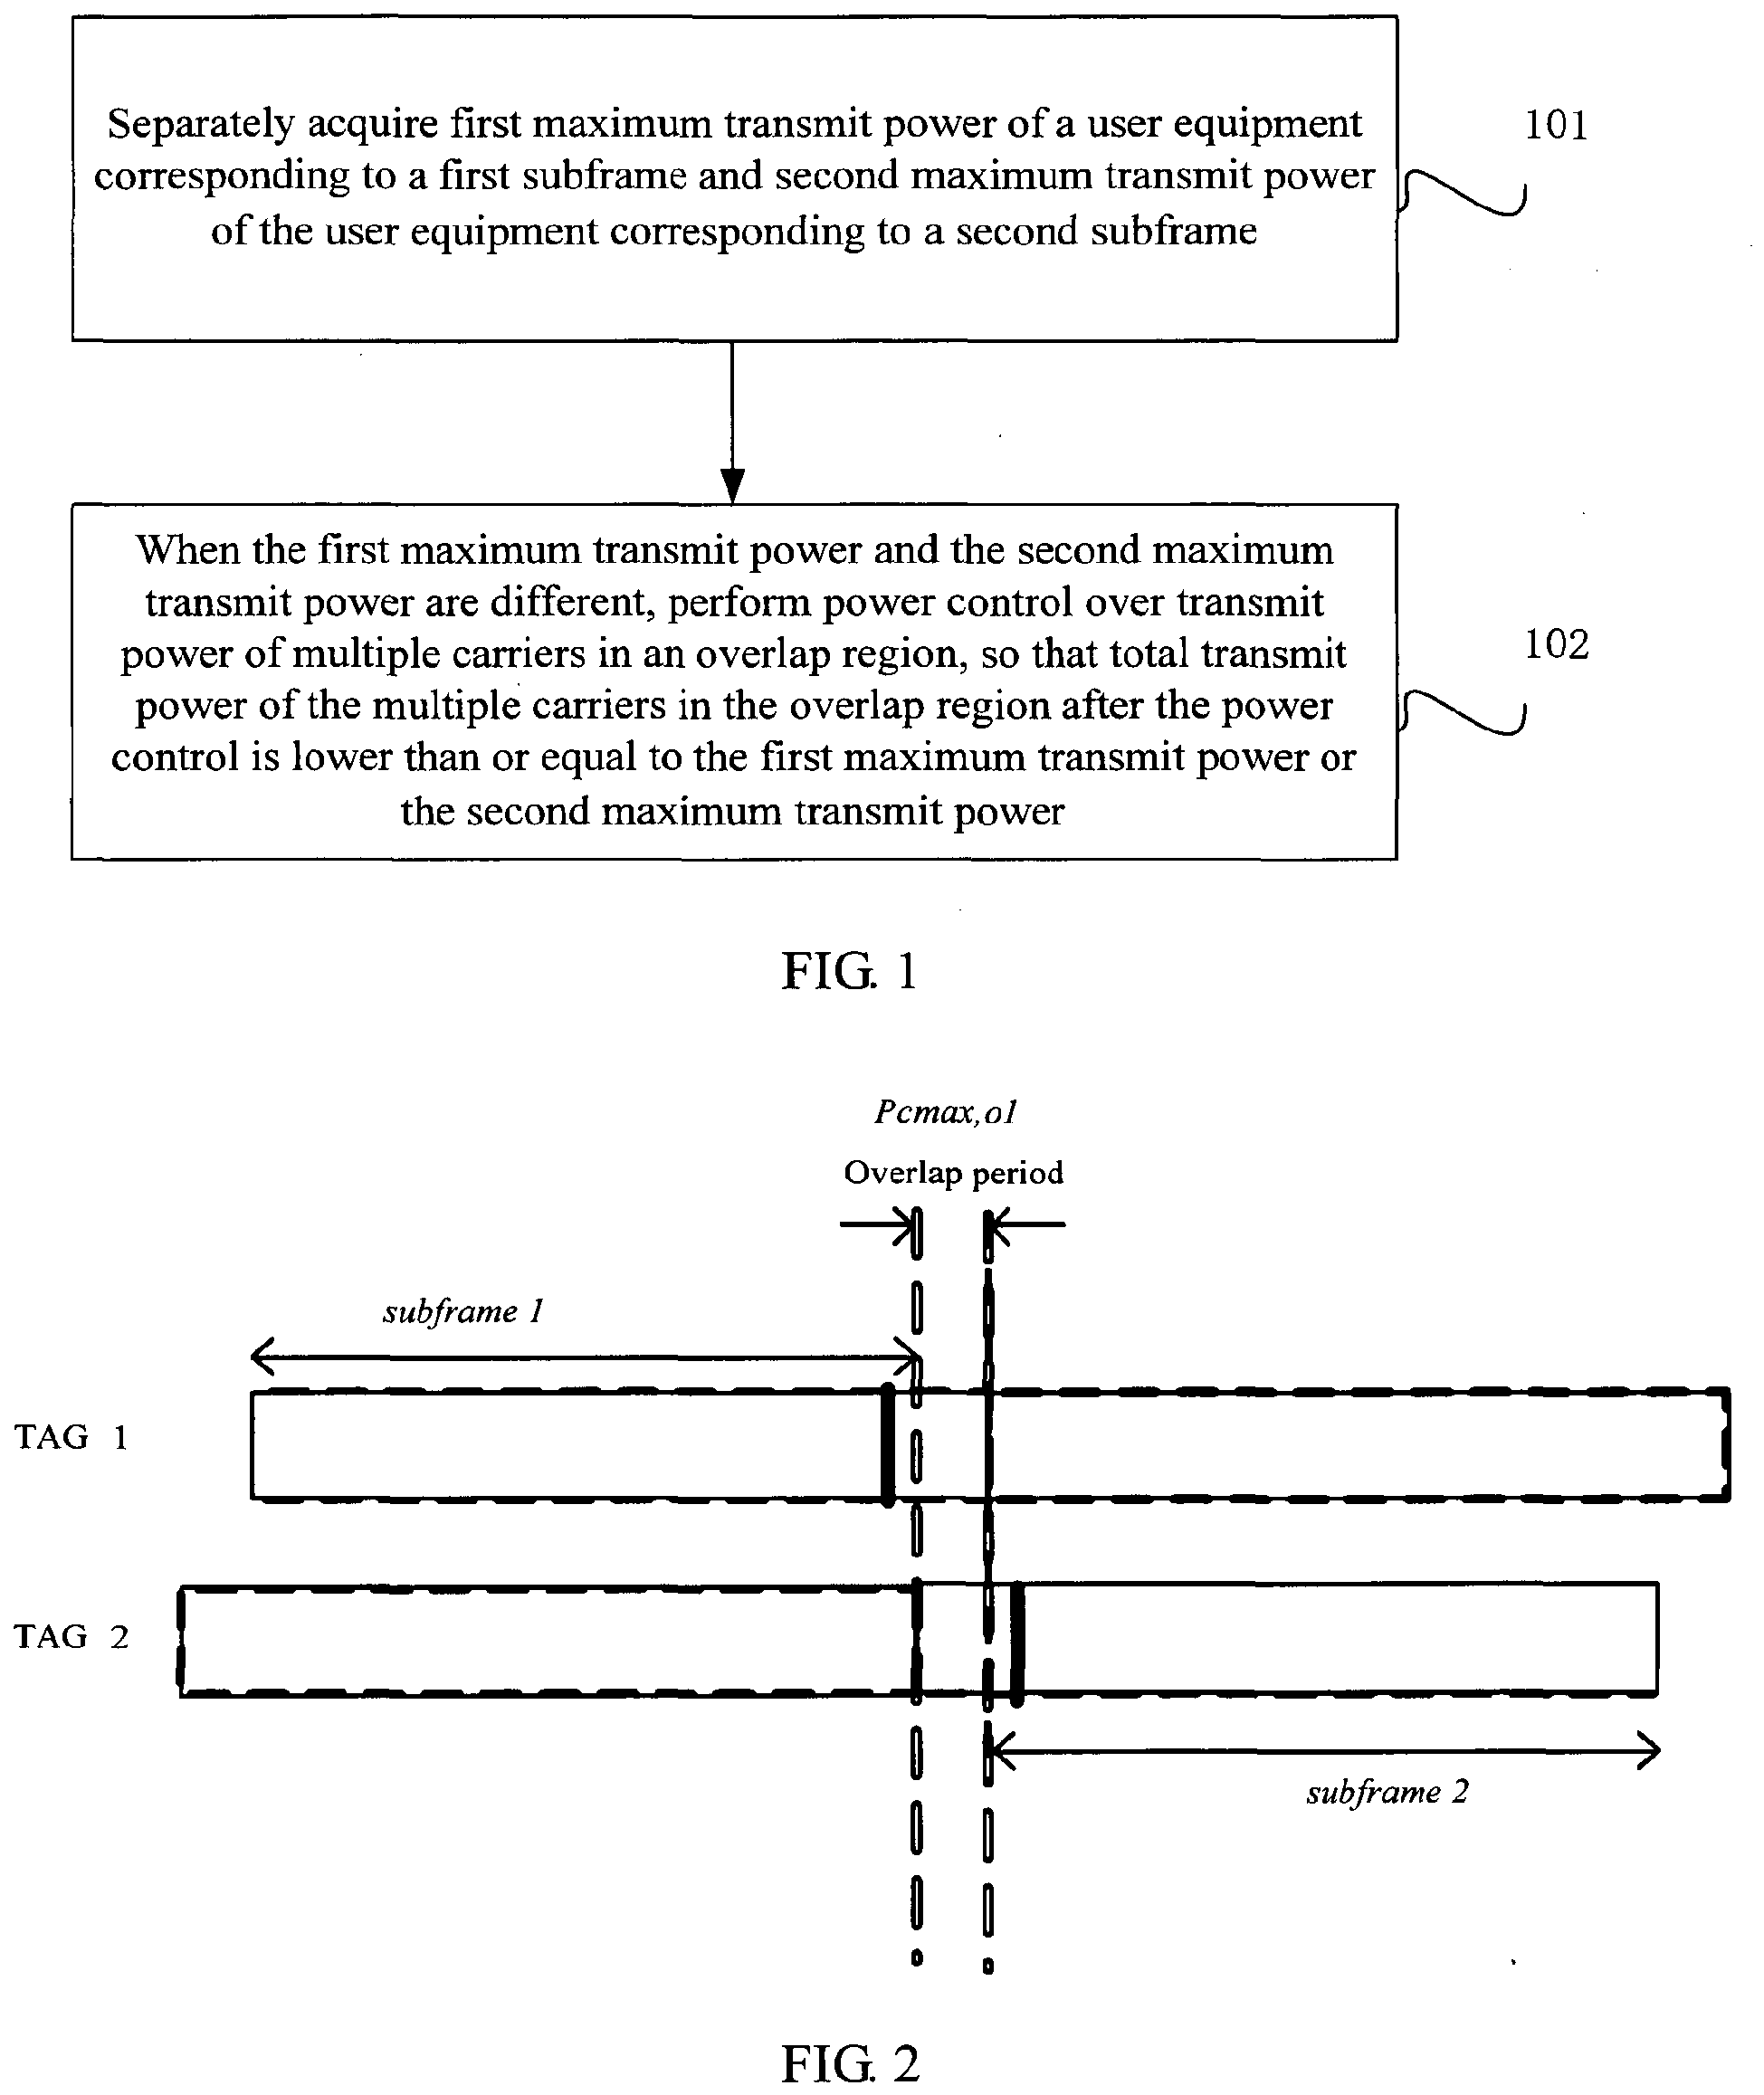 Separately acquire first maximum transmit power of a user equipment
corresponding to a first subframe and second maximum transmit power
of the user equipment corresponding to a second subframe
101
When the first maximum transmit power and the second maximum
transmit power are different, perform power control over transmit
power of multiple carriers in an overlap region, so that total transmit
power of the multiple carriers in the overlap region after the power
control is lower than or equal to the first maximum transmit power or
the second maximum transmit power
102
FIG. 1
Pcmax,ol
Overlap period
subframe 1
TAG 1
TAG 2
subframe 2
FIG. 2